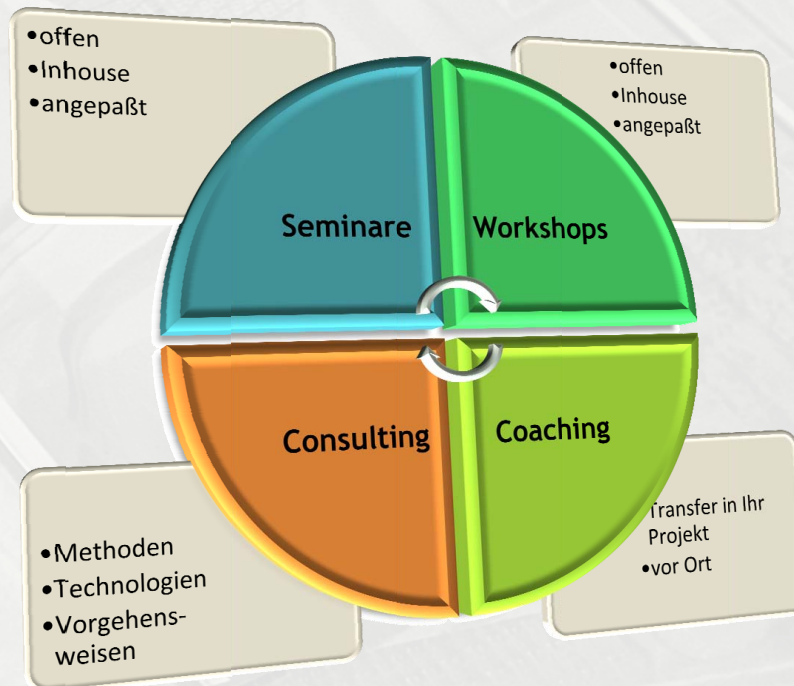 •offen
•Inhouse
•angepaßt
•offen
•Inhouse
•angepaßt
Seminare
Workshops
Consulting
Coaching
•Methoden
•Technologien
•Vorgehens-
weisen
Transfer in Ihr
Projekt
•vor Ort